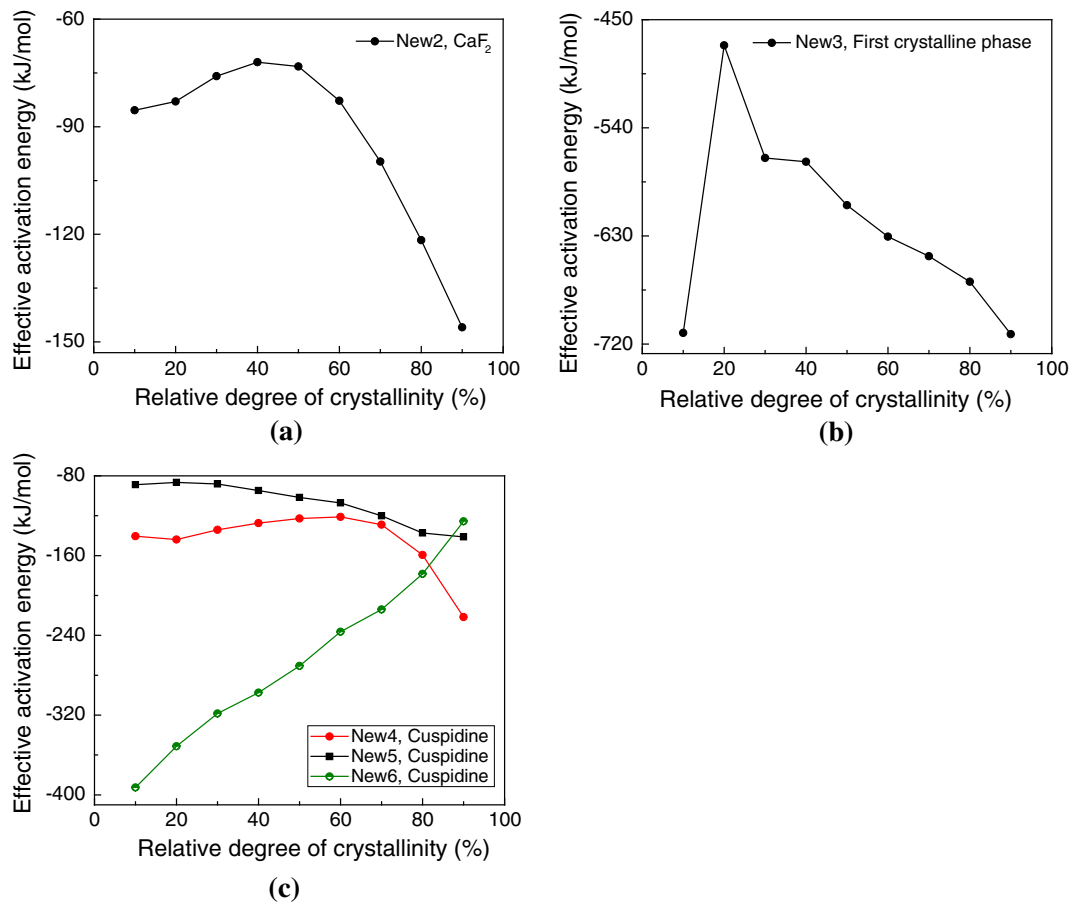 -60
-90
-120
-150
0 20 40 60 80 100
Effective activation energy (kJ/mol)
Relative degree of crystallinity (%)
New2, CaF₂
(a)
-450
-540
-630
-720
0 20 40 60 80 100
Effective activation energy (kJ/mol)
Relative degree of crystallinity (%)
New3, First crystalline phase
(b)
-80
-160
-240
-320
-400
0 20 40 60 80 100
Effective activation energy (kJ/mol)
Relative degree of crystallinity (%)
New4, Cuspidine
New5, Cuspidine
New6, Cuspidine
(c)